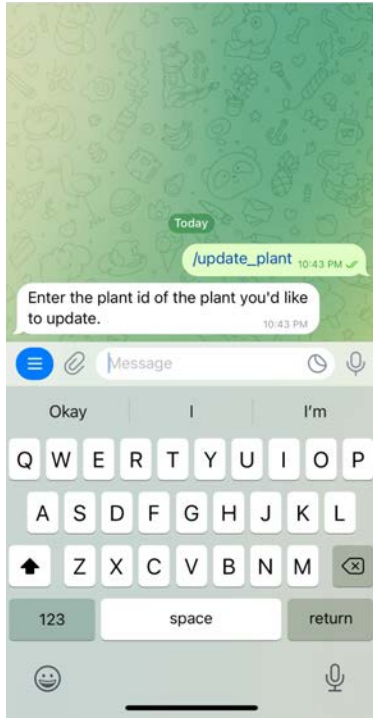 Today
/update_plant 10:43 PM
Enter the plant id of the plant you'd like
to update.
10:43 PM
Message
Okay I I'm
Q W E R T Y U I O P
A S D F G H J K L
Z X C V B N M
123 space return